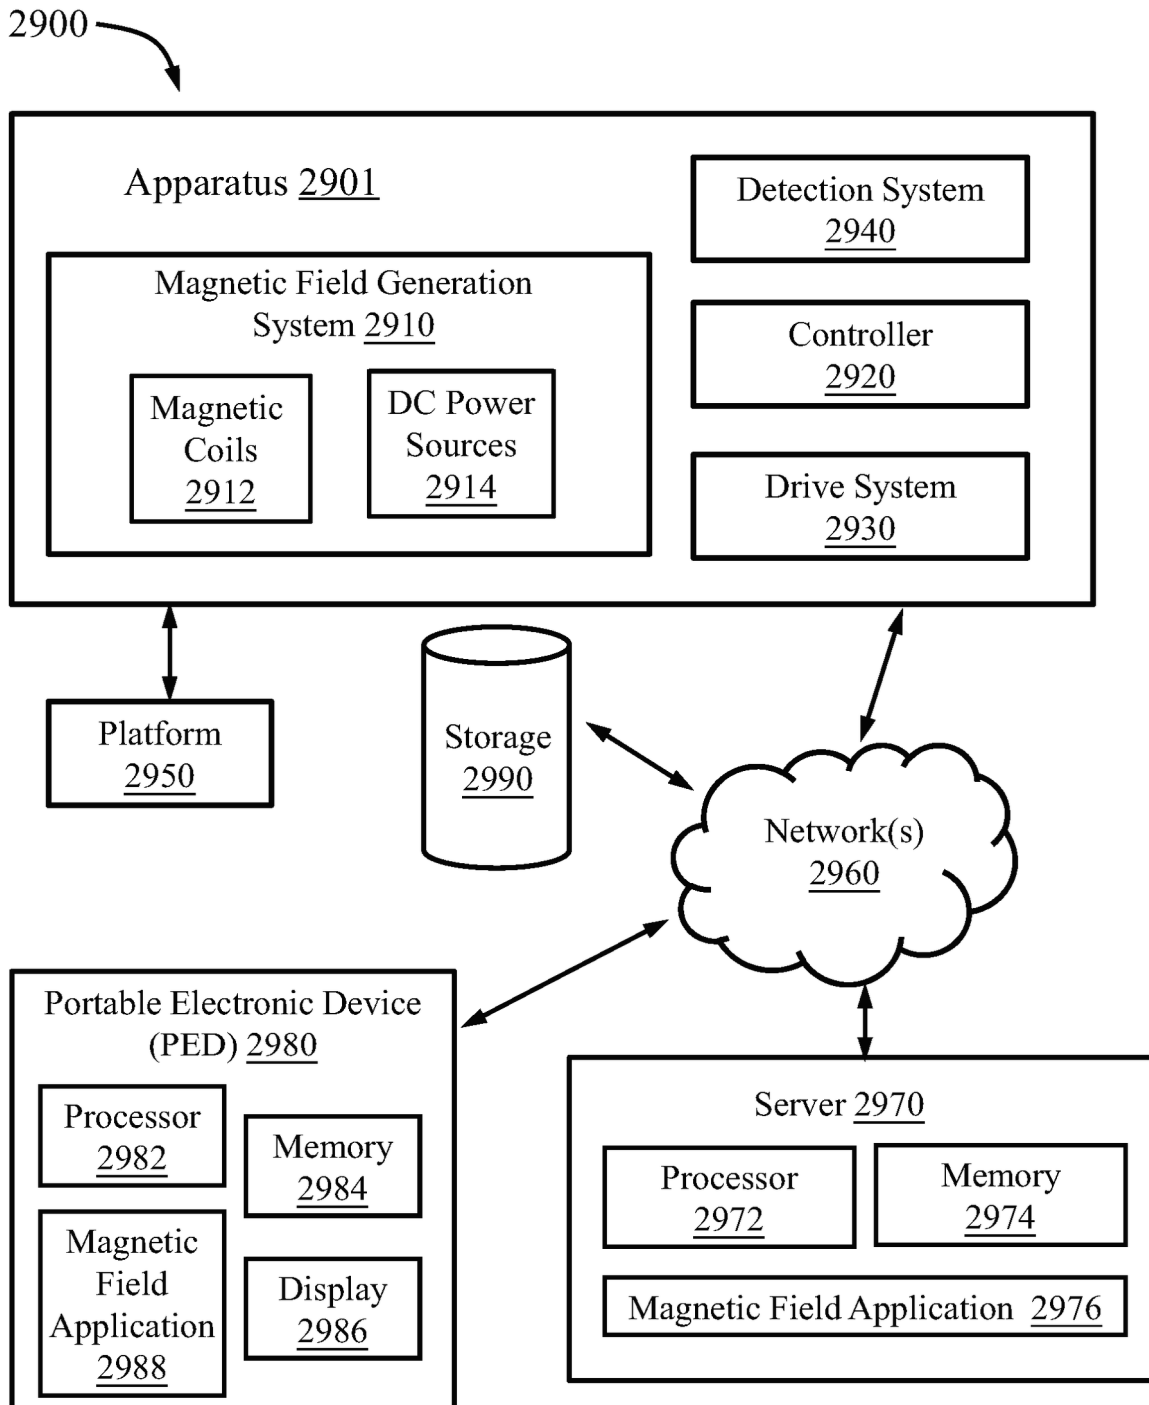 2900
Apparatus 2901
Magnetic Field Generation
System 2910
Magnetic
Coils
2912
DC Power
Sources
2914
Detection System
2940
Controller
2920
Drive System
2930
Platform
2950
Storage
2990
Network(s)
2960
Portable Electronic Device
(PED) 2980
Processor
2982
Memory
2984
Magnetic
Field
Application
2988
Display
2986
Server 2970
Processor
2972
Memory
2974
Magnetic Field Application 2976